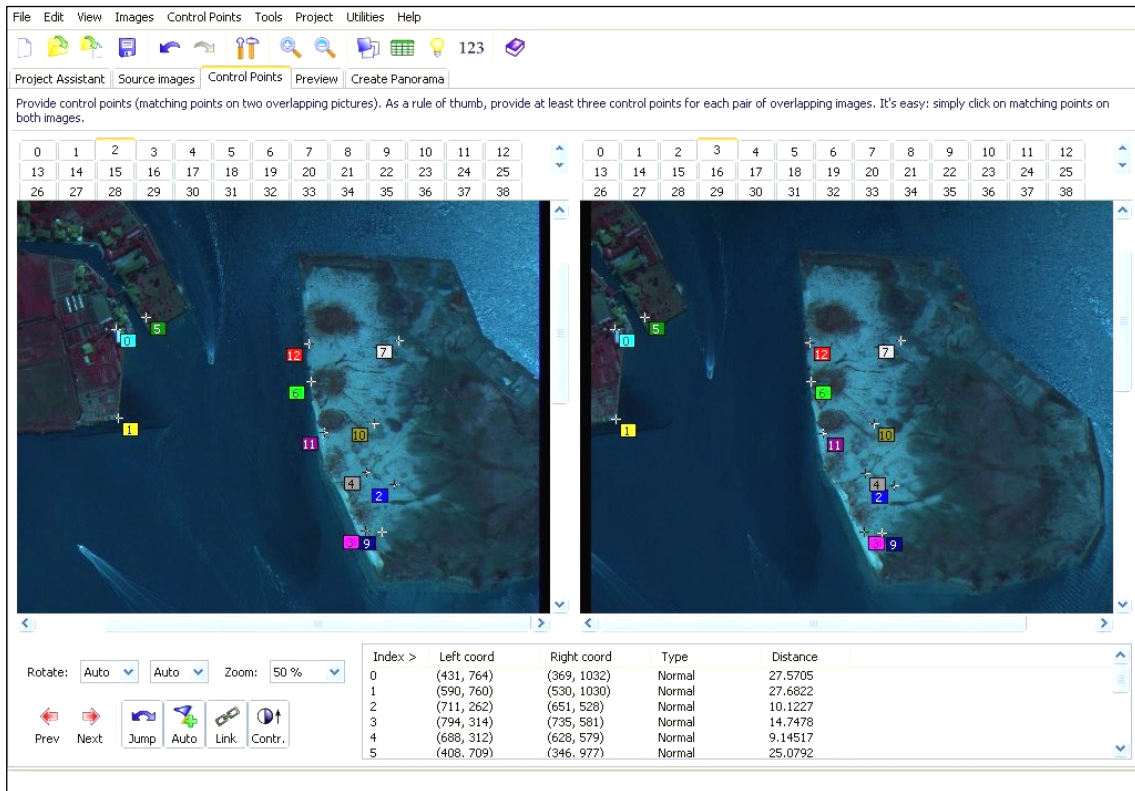 File Edit View Images Control Points Tools Project Utilities Help
123
Project Assistant Source images Control Points Preview Create Panorama
Provide control points (matching points on two overlapping pictures). As a rule of thumb, provide at least three control points for each pair of overlapping images. It's easy: simply click on matching points on
both images.
0 1 2 3 4 5 6 7 8 9 10 11 12
13 14 15 16 17 18 19 20 21 22 23 24 25
26 27 28 29 30 31 32 33 34 35 36 37 38
0 1 2 3 4 5 6 7 8 9 10 11 12
13 14 15 16 17 18 19 20 21 22 23 24 25
26 27 28 29 30 31 32 33 34 35 36 37 38
5
0
12
7
6
1
11
10
4
2
3 9
5
0
12
7
6
1
11
10
4
2
3 9
Rotate: Auto Auto Zoom: 50 %
Prev Next Jump Auto Link Contr.
Index > Left coord Right coord Type Distance
0 (431, 764) (369, 1032) Normal 27.5705
1 (590, 760) (530, 1030) Normal 27.6822
2 (711, 262) (651, 528) Normal 10.1227
3 (794, 314) (735, 581) Normal 14.7478
4 (688, 312) (628, 579) Normal 9.14517
5 (408, 709) (346, 977) Normal 25.0792